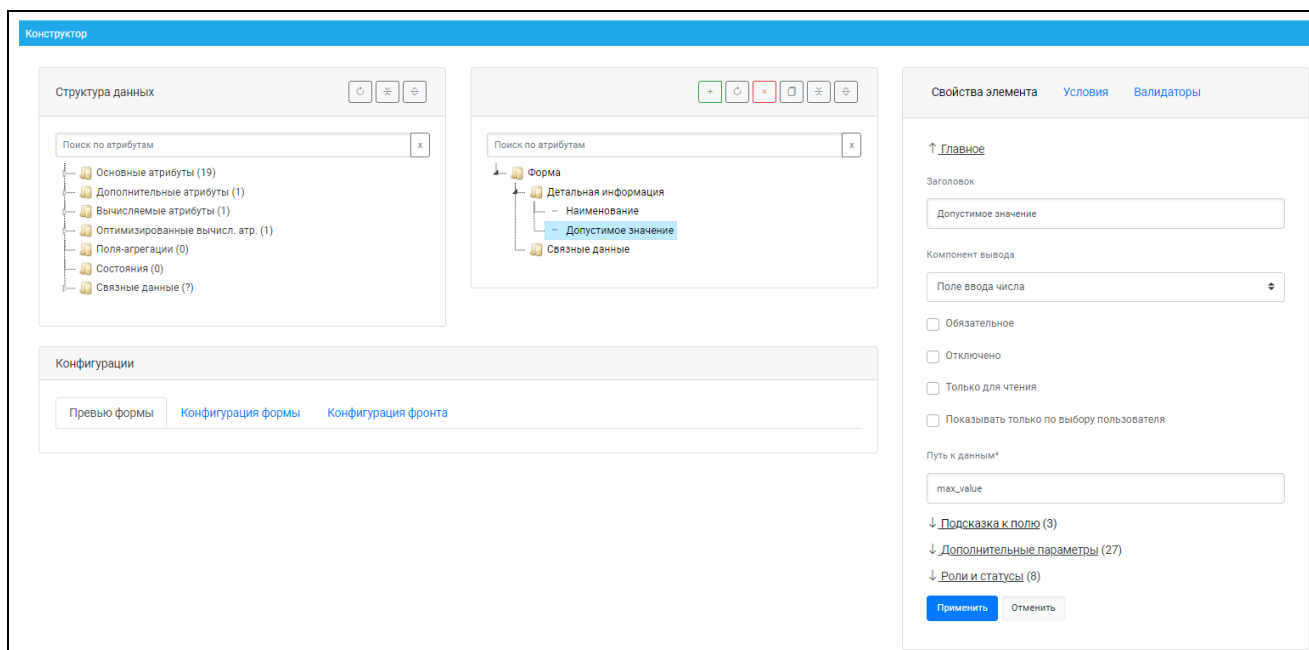 Конструктор
Структура данных
Поиск по атрибутам
x
Основные атрибуты (19)
Дополнительные атрибуты (1)
Вычисляемые атрибуты (1)
Оптимизированные вычисл. атр. (1)
Поля-агрегации (0)
Состояния (0)
Связные данные (?)
Поиск по атрибутам
x
Форма
Детальная информация
Наименование
Допустимое значение
Связные данные
Конфигурации
Превью формы Конфигурация формы Конфигурация фронта
Свойства элемента Условия Валидаторы
↑ Главное
Заголовок
Допустимое значение
Компонент вывода
Поле ввода числа
Обязательное
Отключено
Только для чтения
Показывать только по выбору пользователя
Путь к данным*
max_value
↓ Подсказка к полю (3)
↓ Дополнительные параметры (27)
↓ Роли и статусы (8)
Применить Отменить